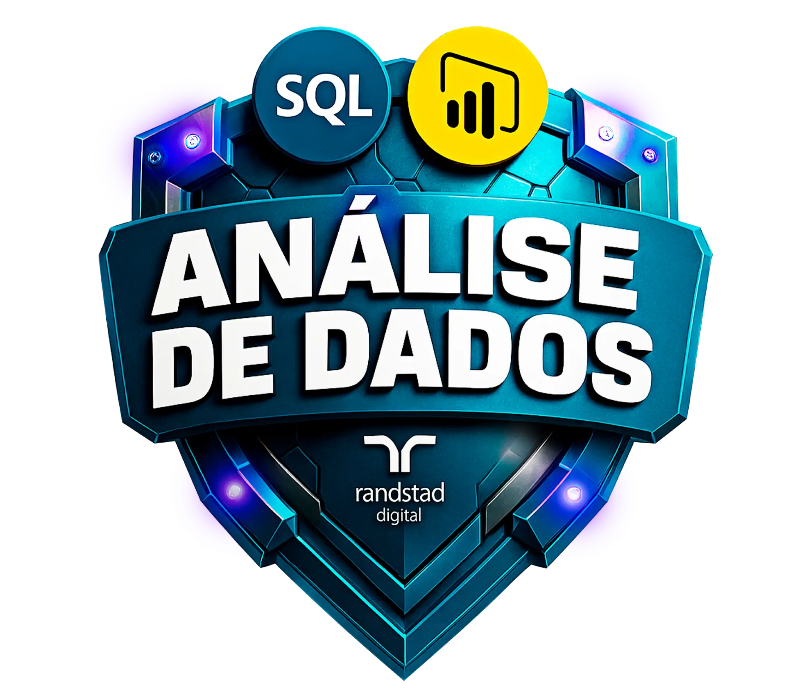 SQL
ANÁLISE
DE DADOS
randstad
digital